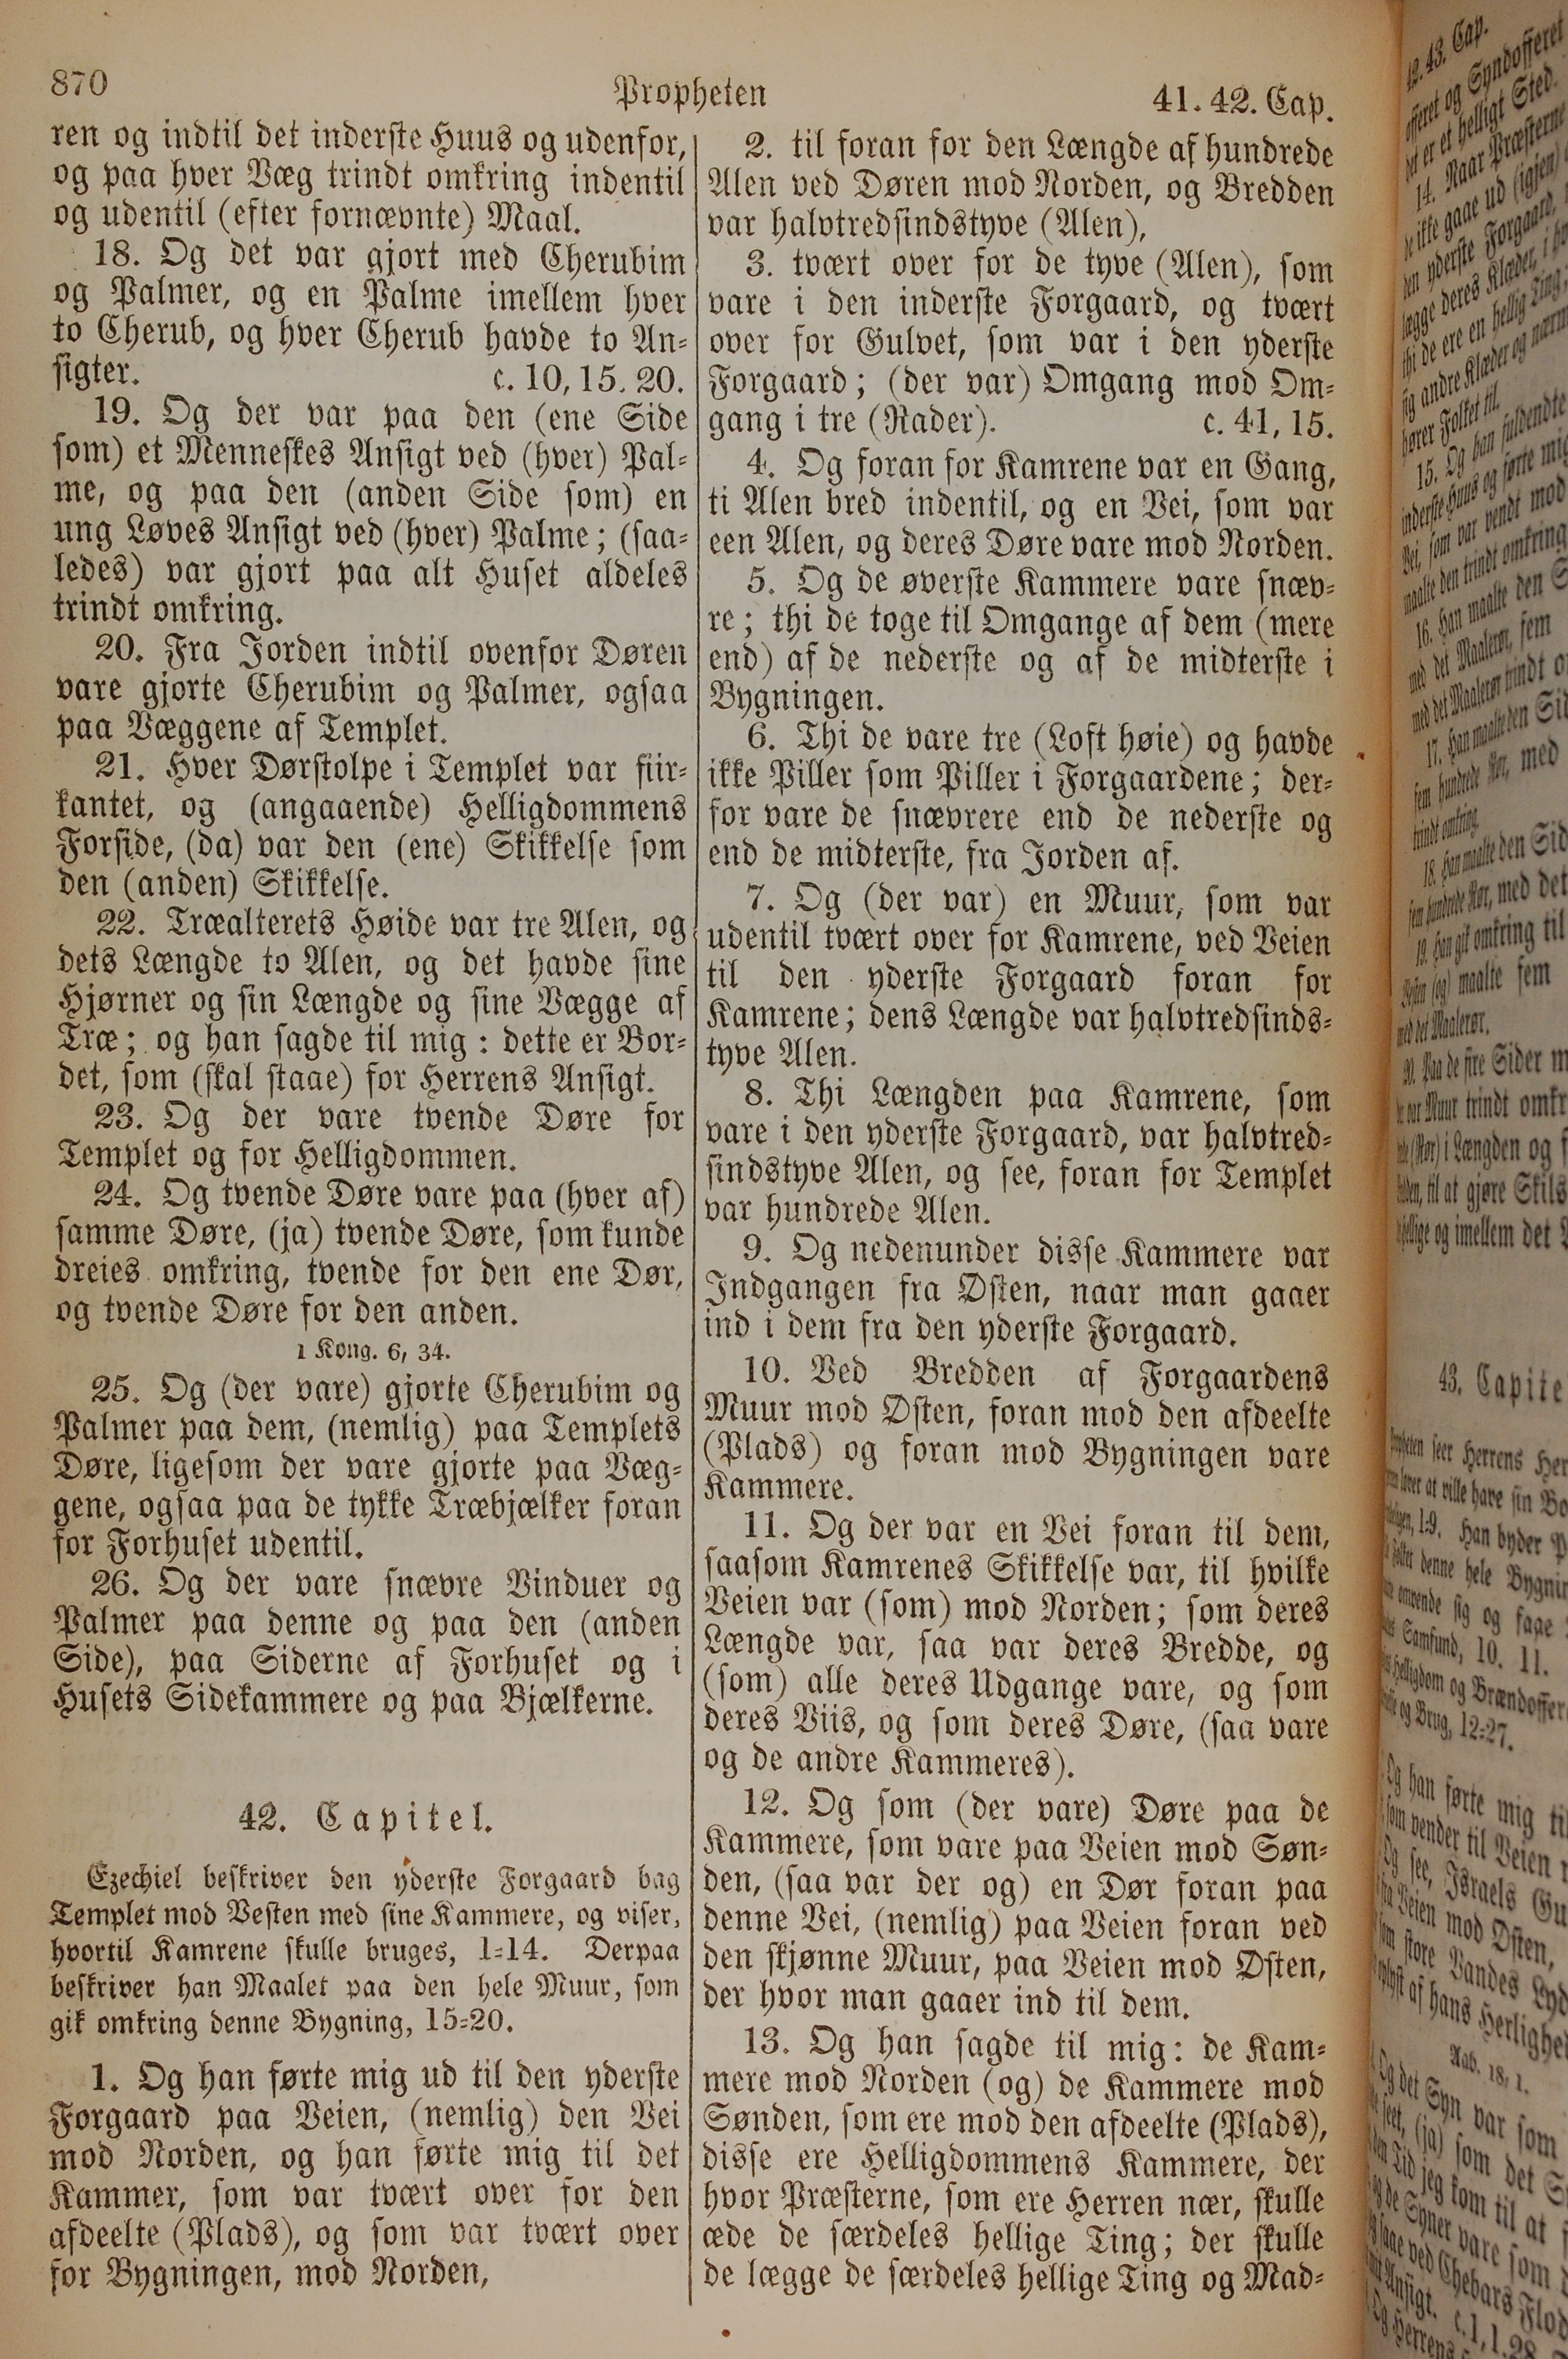 870
Propheten
41. 42. Cap.
ren og indtil det inderste Huus og udenfor,
og paa hver Væg trindt omkring indentil
og udentil (efter fornævnte) Maal.
18. Og det var gjort med Cherubim
og Palmer, og en Palme imellem hver
to Cherub, og hver Cherub havde to An-
sigter. c. 10, 15. 20.
19. Og der var paa den (ene Side
som) et Menneskes Ansigt ved (hver) Pal-
me, og paa den (anden Side som) en
ung Løves Ansigt ved (hver) Palme; (saa-
ledes) var gjort paa alt Huset aldeles
trindt omkring.
20. Fra Jorden indtil ovenfor Døren
vare gjorte Cherubim og Palmer, ogsaa
paa Væggene af Templet.
21. Hver Dørstolpe i Templet var fiir-
kantet, og (angaaende) Helligdommens
Forside, (da) var den (ene) Skikkelse som
den (anden) Skikkelse.
22. Træalterets Høide var tre Alen, og
dets Længde to Alen, og det havde sine
Hjørner og sin Længde og sine Vægge af
Træ; og han sagde til mig: dette er Bor-
det, som (skal staae) for Herrens Ansigt.
23. Og der vare tvende Døre for
Templet og for Helligdommen.
24. Og tvende Døre vare paa (hver af)
samme Døre, (ja) tvende Døre, som kunde
dreies omkring, tvende for den ene Dør,
og tvende Døre for den anden.
1 Kong. 6, 34.
25. Og (der vare) gjorte Cherubim og
Palmer paa dem, (nemlig) paa Templets
Døre, ligesom der vare gjorte paa Væg-
gene, ogsaa paa de tykke Træbjælker foran
for Forhuset udentil.
26. Og der vare snævre Vinduer og
Palmer paa denne og paa den (anden
Side), paa Siderne af Forhuset og i
Husets Sidekammere og paa Bjælkerne.
42. Capitel.
Ezechiel beskriver den yderste Forgaard bag
Templet mod Vesten med sine Kammere, og viser,
hvortil Kamrene skulle bruges, 1-14. Derpaa
beskriver han Maalet paa den hele Muur, som
gik omkring denne Bygning, 15-20.
1. Og han førte mig ud til den yderste
Forgaard paa Veien, (nemlig) den Vei
mod Norden, og han førte mig til det
Kammer, som var tvært over for den
afdeelte (Plads), og som var tvært over
for Bygningen, mod Norden,
2. til foran for den Længde af hundrede
Alen ved Døren mod Norden, og Bredden
var halvtredsindstyve (Alen),
3. tvært over for de tyve (Alen), som
vare i den inderste Forgaard, og tvært
over for Gulvet, som var i den yderste
Forgaard; (der var) Omgang mod Om-
gang i tre (Rader). c. 41, 15.
4. Og foran for Kamrene var en Gang,
ti Alen bred indentil, og en Vei, som var
een Alen, og deres Døre vare mod Norden.
5. Og de øverste Kammere vare snæv-
re; thi de toge til Omgange af dem (mere
end) af de nederste og af de midterste i
Bygningen.
6. Thi de vare tre (Loft høie) og havde
ikke Piller som Piller i Forgaardene; der-
for vare de snævrere end de nederste og
end de midterste, fra Jorden af.
7. Og (der var) en Muur, som var
udentil tvært over for Kamrene, ved Veien
til den yderste Forgaard foran for
Kamrene; dens Længde var halvtredsinds-
tyve Alen.
8. Thi Længden paa Kamrene, som
vare i den yderste Forgaard, var halvtred-
sindstyve Alen, og see, foran for Templet
var hundrede Alen.
9. Og nedenunder disse Kammere var
Indgangen fra Østen, naar man gaaer
ind i dem fra den yderste Forgaard.
10. Ved Bredden af Forgaardens
Muur mod Østen, foran mod den afdeelte
(Plads) og foran mod Bygningen vare
Kammere.
11. Og der var en Vei foran til dem,
saasom Kamrenes Skikkelse var, til hvilke
Veien var (som) mod Norden; som deres
Længde var, saa var deres Bredde, og
(som) alle deres Udgange vare, og som
deres Viis, og som deres Døre, (saa vare
og de andre Kammeres).
12. Og som (der vare) Døre paa de
Kammere, som vare paa Veien mod Søn-
den, (saa var der og) en Dør foran paa
denne Vei, (nemlig) paa Veien foran ved
den skjønne Muur, paa Veien mod Østen,
der hvor man gaaer ind til dem.
13. Og han sagde til mig: de Kam-
mere mod Norden (og) de Kammere mod
Sønden, som ere mod den afdeelte (Plads),
disse ere Helligdommens Kammere, der
hvor Præsterne, som ere Herren nær, skulle
æde de særdeles hellige Ting; der skulle
de lægge de særdeles hellige Ting og Mad-